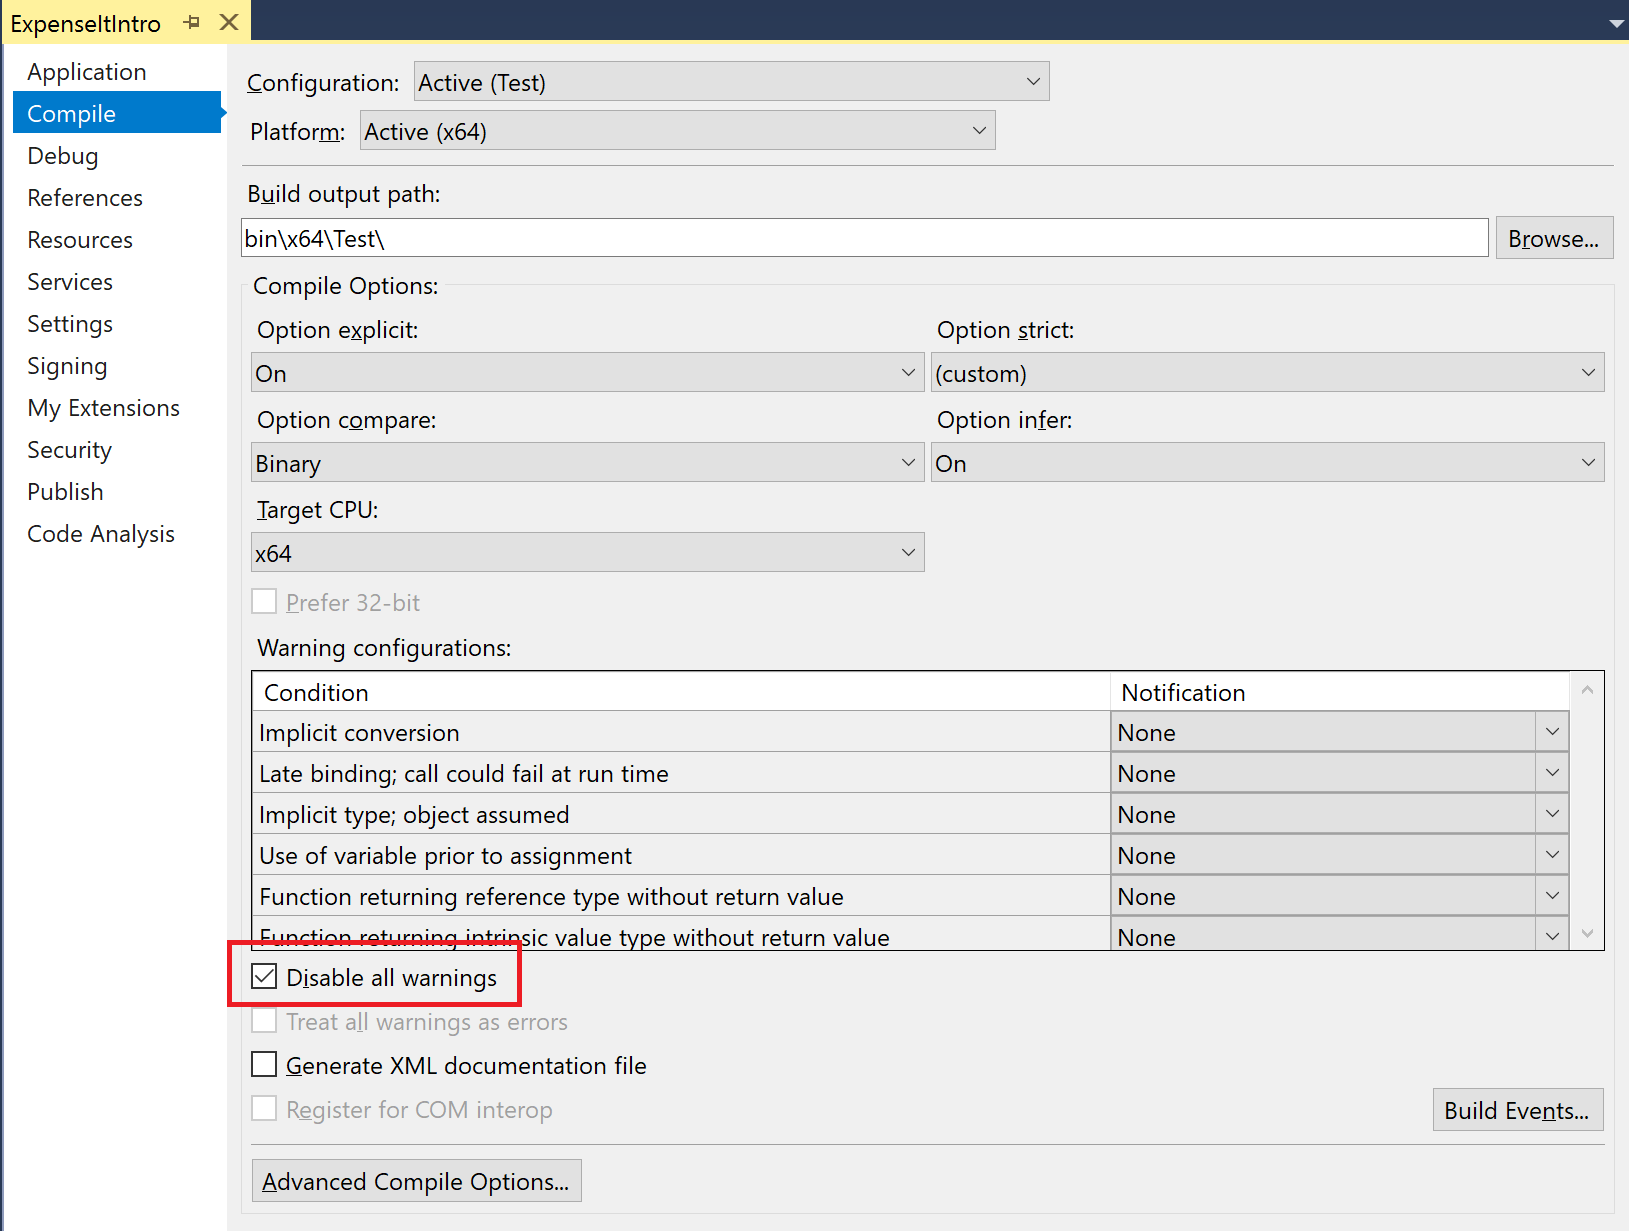 ExpenseItIntro
Application
Compile
Debug
References
Resources
Services
Settings
Signing
My Extensions
Security
Publish
Code Analysis
Configuration: Active (Test)
Platform: Active (x64)
Build output path:
bin\x64\Test\ Browse...
Compile Options:
Option explicit: Option strict:
On (custom)
Option compare: Option infer:
Binary On
Target CPU:
x64
Prefer 32-bit
Warning configurations:
Condition Notification
Implicit conversion None
Late binding; call could fail at run time None
Implicit type; object assumed None
Use of variable prior to assignment None
Function returning reference type without return value None
Function returning intrinsic value type without return value None
Disable all warnings
Treat all warnings as errors
Generate XML documentation file
Register for COM interop Build Events...
Advanced Compile Options...